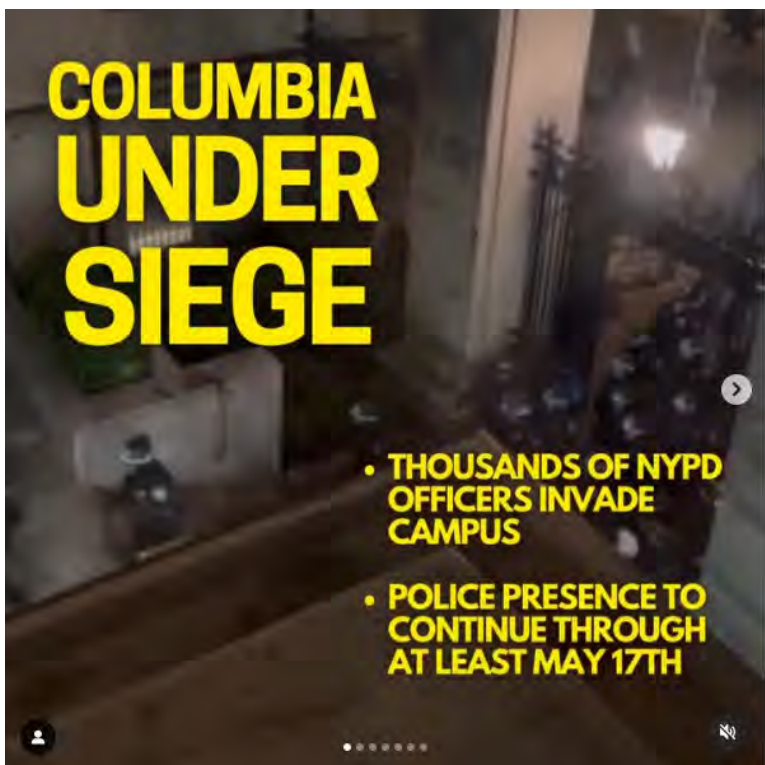 COLUMBIA
UNDER
SIEGE
• THOUSANDS OF NYPD
OFFICERS INVADE
CAMPUS
• POLICE PRESENCE TO
CONTINUE THROUGH
AT LEAST MAY 17TH